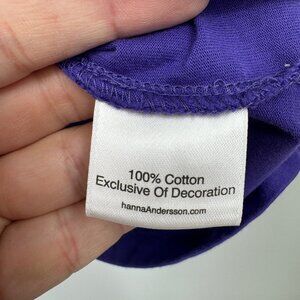 100% Cotton
Exclusive Of Decoration
hannaAndersson.com